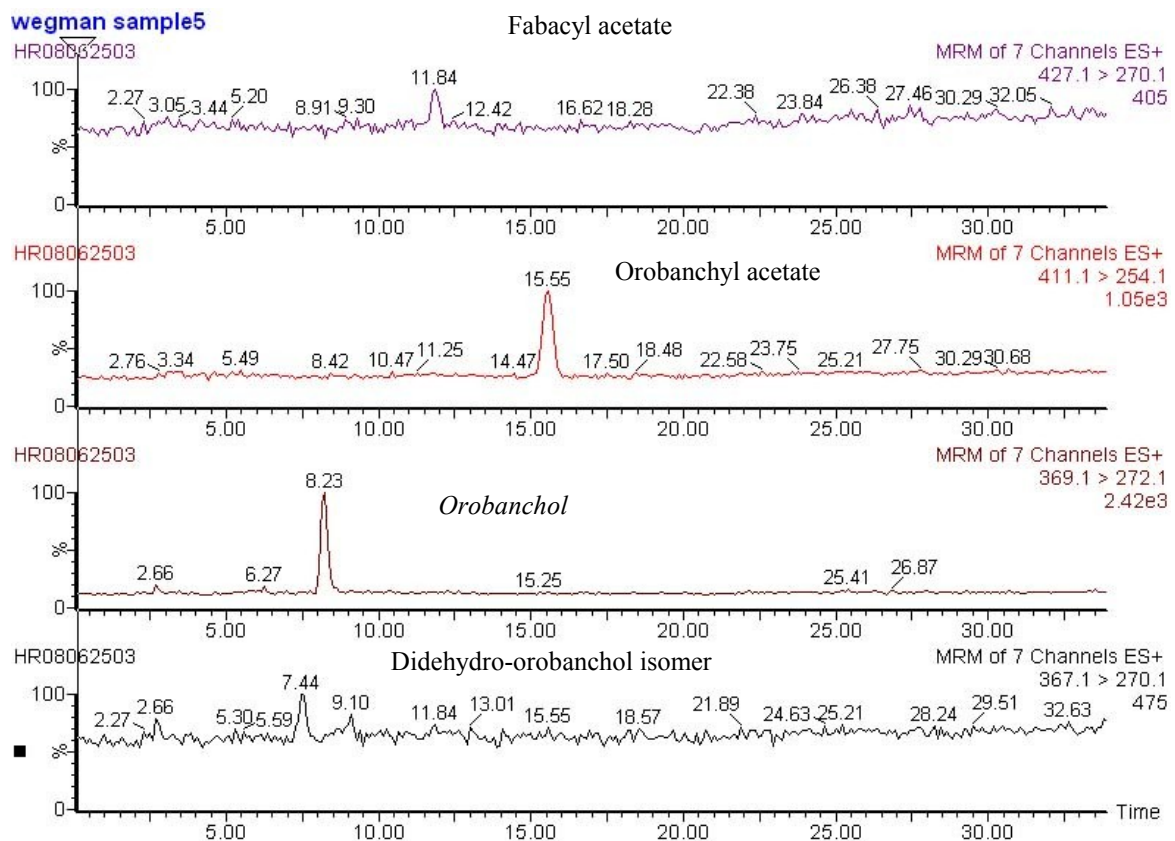 wegman sample5
Fabacyl acetate
HR08062503
MRM of 7 Channels ES+
427.1 > 270.1
405
100
%
0
2.27 3.05 3.44 5.20 8.91 9.30 11.84 12.42 16.62 18.28 22.38 23.84 26.38 27.46 30.29 32.05
5.00 10.00 15.00 20.00 25.00 30.00
HR08062503
Orobanchyl acetate
MRM of 7 Channels ES+
411.1 > 254.1
1.05e3
100
%
0
2.76 3.34 5.49 8.42 10.47 11.25 14.47 15.55 17.50 18.48 22.58 23.75 25.21 27.75 30.29 30.68
5.00 10.00 15.00 20.00 25.00 30.00
HR08062503
Orobanchol
MRM of 7 Channels ES+
369.1 > 272.1
2.42e3
100
%
0
2.66 6.27 8.23 15.25 25.41 26.87
5.00 10.00 15.00 20.00 25.00 30.00
HR08062503
Didehydro-orobanchol isomer
MRM of 7 Channels ES+
367.1 > 270.1
475
100
%
0
2.27 2.66 5.30 5.59 7.44 9.10 11.84 13.01 15.55 18.57 21.89 24.63 25.21 28.24 29.51 32.63
Time
5.00 10.00 15.00 20.00 25.00 30.00